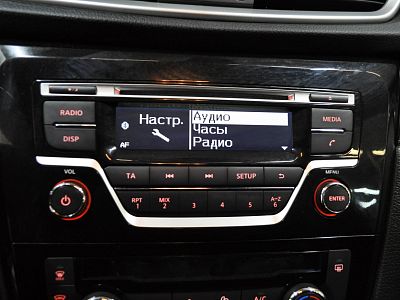 RADIO
DISP
Настр.
AF
Аудио
Часы
Радио
MEDIA
VOL
TA
SETUP
MENU
RPT
1
MIX
2
3
4
5
A-Z
6
ENTER